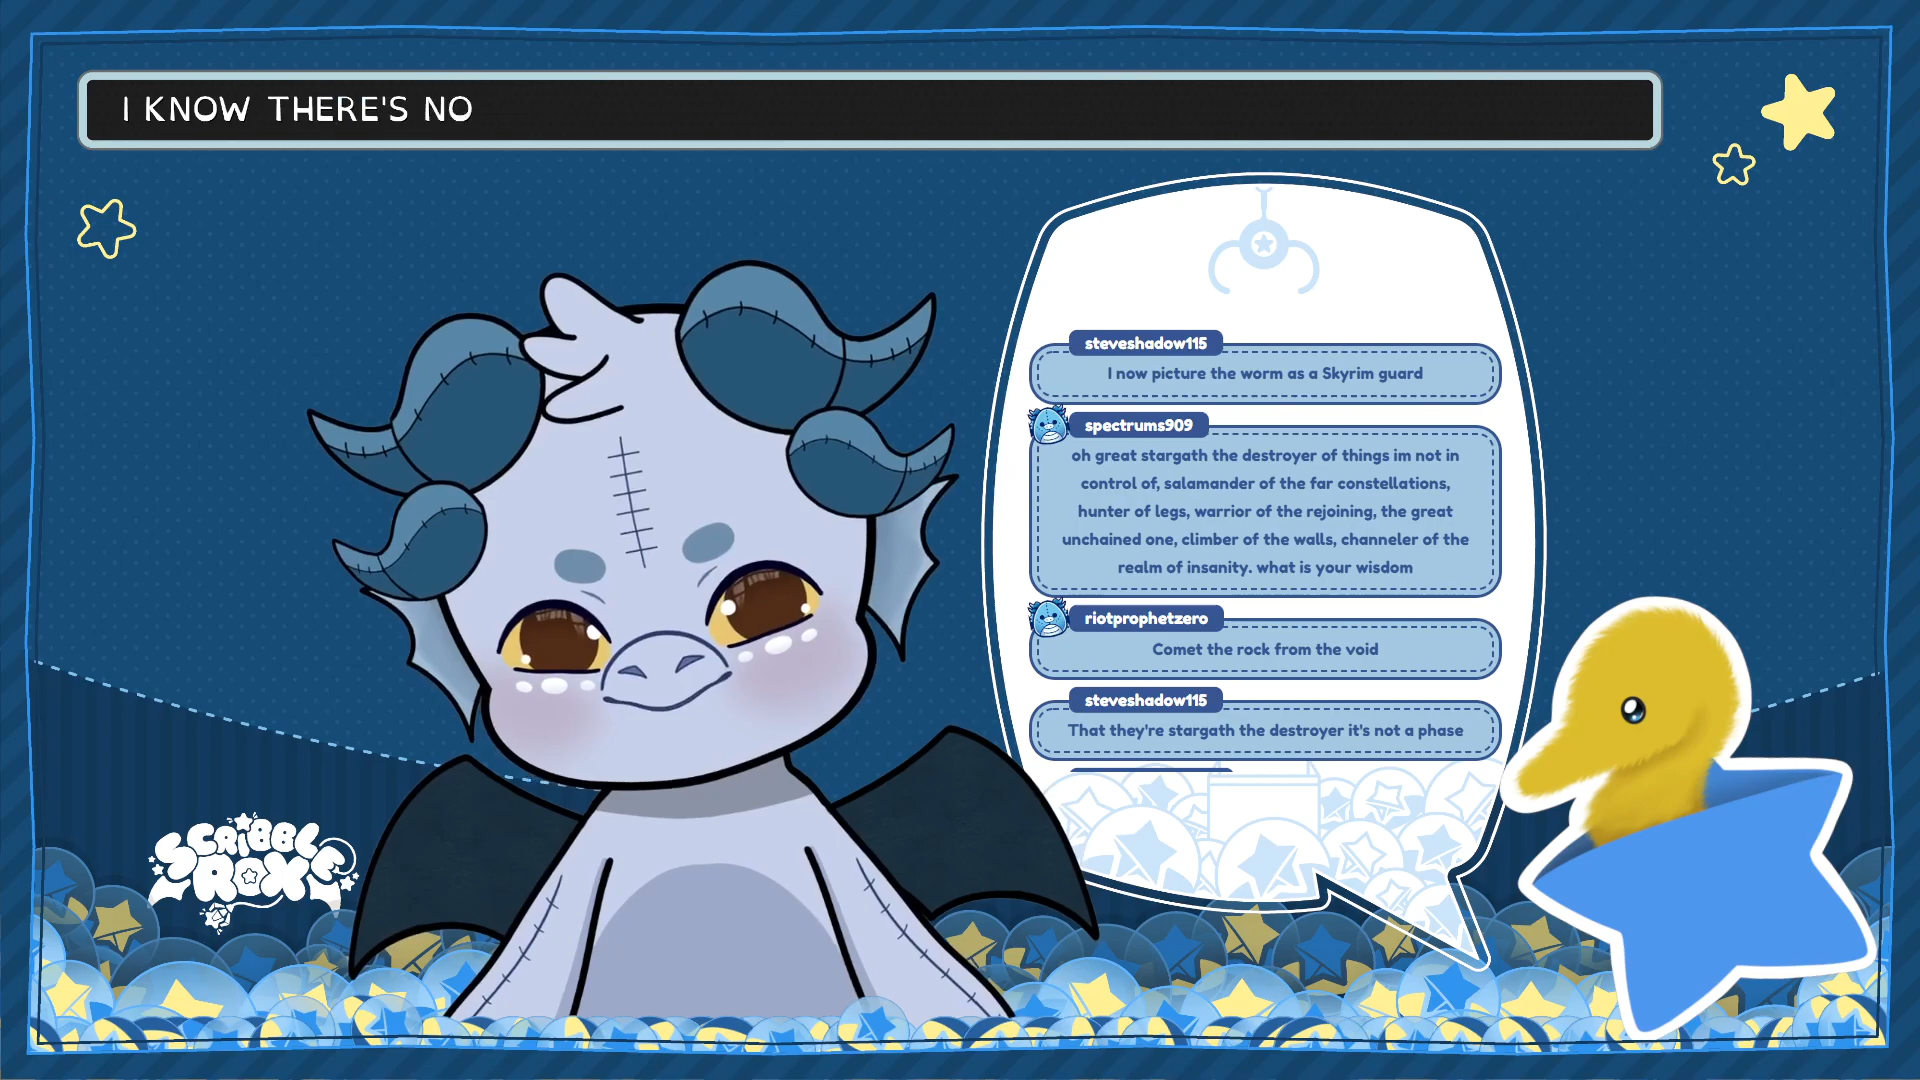 I KNOW THERE'S NO
steveshadow115
I now picture the worm as a Skyrim guard
spectrums909
oh great stargath the destroyer of things im not in
control of, salamander of the far constellations,
hunter of legs, warrior of the rejoining, the great
unchained one, climber of the walls, channeler of the
realm of insanity. what is your wisdom
riotprophetzero
Comet the rock from the void
steveshadow115
That they're stargath the destroyer it's not a phase
SCRIBBLE
ROXIE